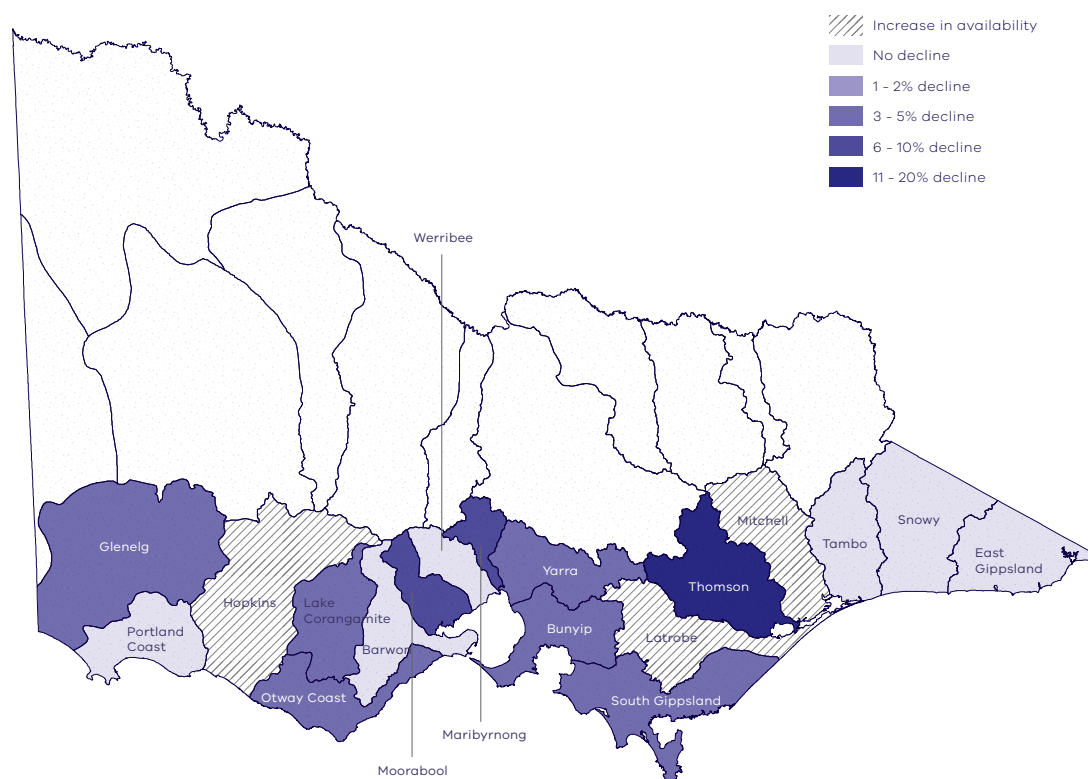 Increase in availability
No decline
1 - 2% decline
3 - 5% decline
6 - 10% decline
11 - 20% decline
Werribee
Mitchell
Snowy
Glenelg
Tambo
East
Gippsland
Yarra
Thomson
Hopkins
Lake
Corangamite
Portland
Coast
Bunyip
Latrobe
Barwon
Otway Coast
South Gippsland
Maribyrnong
Moorabool